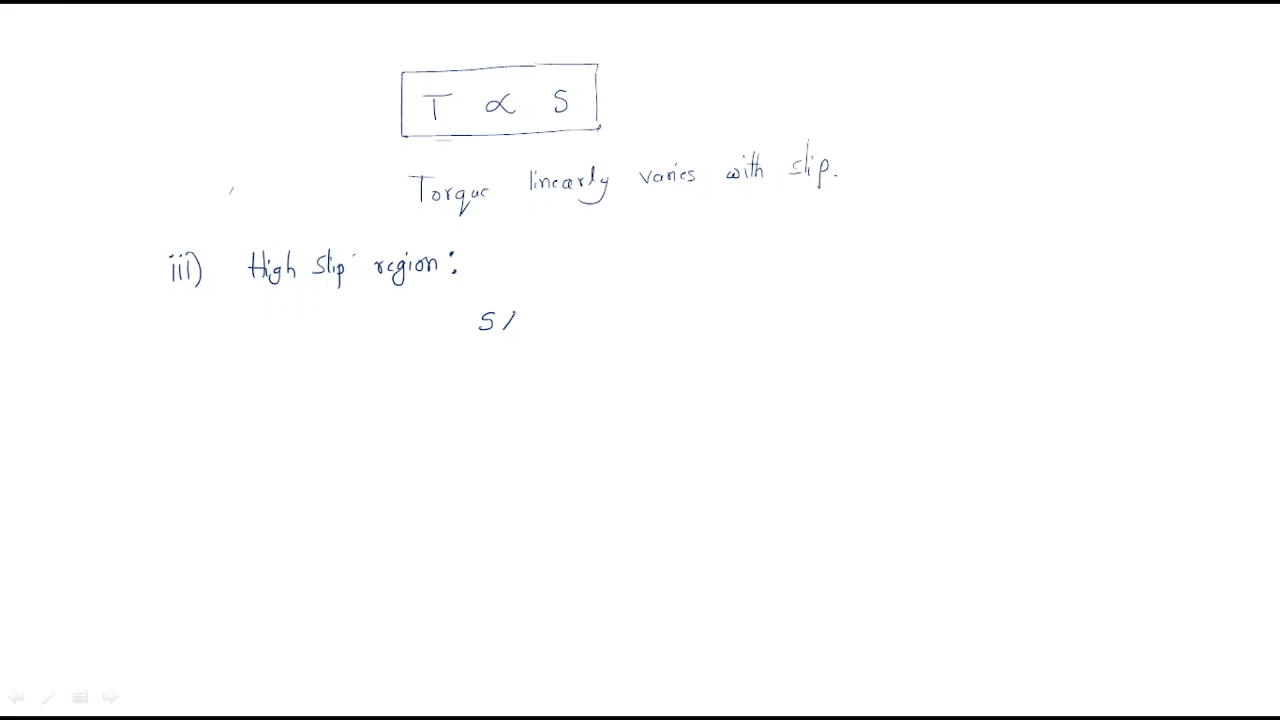 T ∝ S
Torque linearly varies with slip.
iii) High slip region:
S /